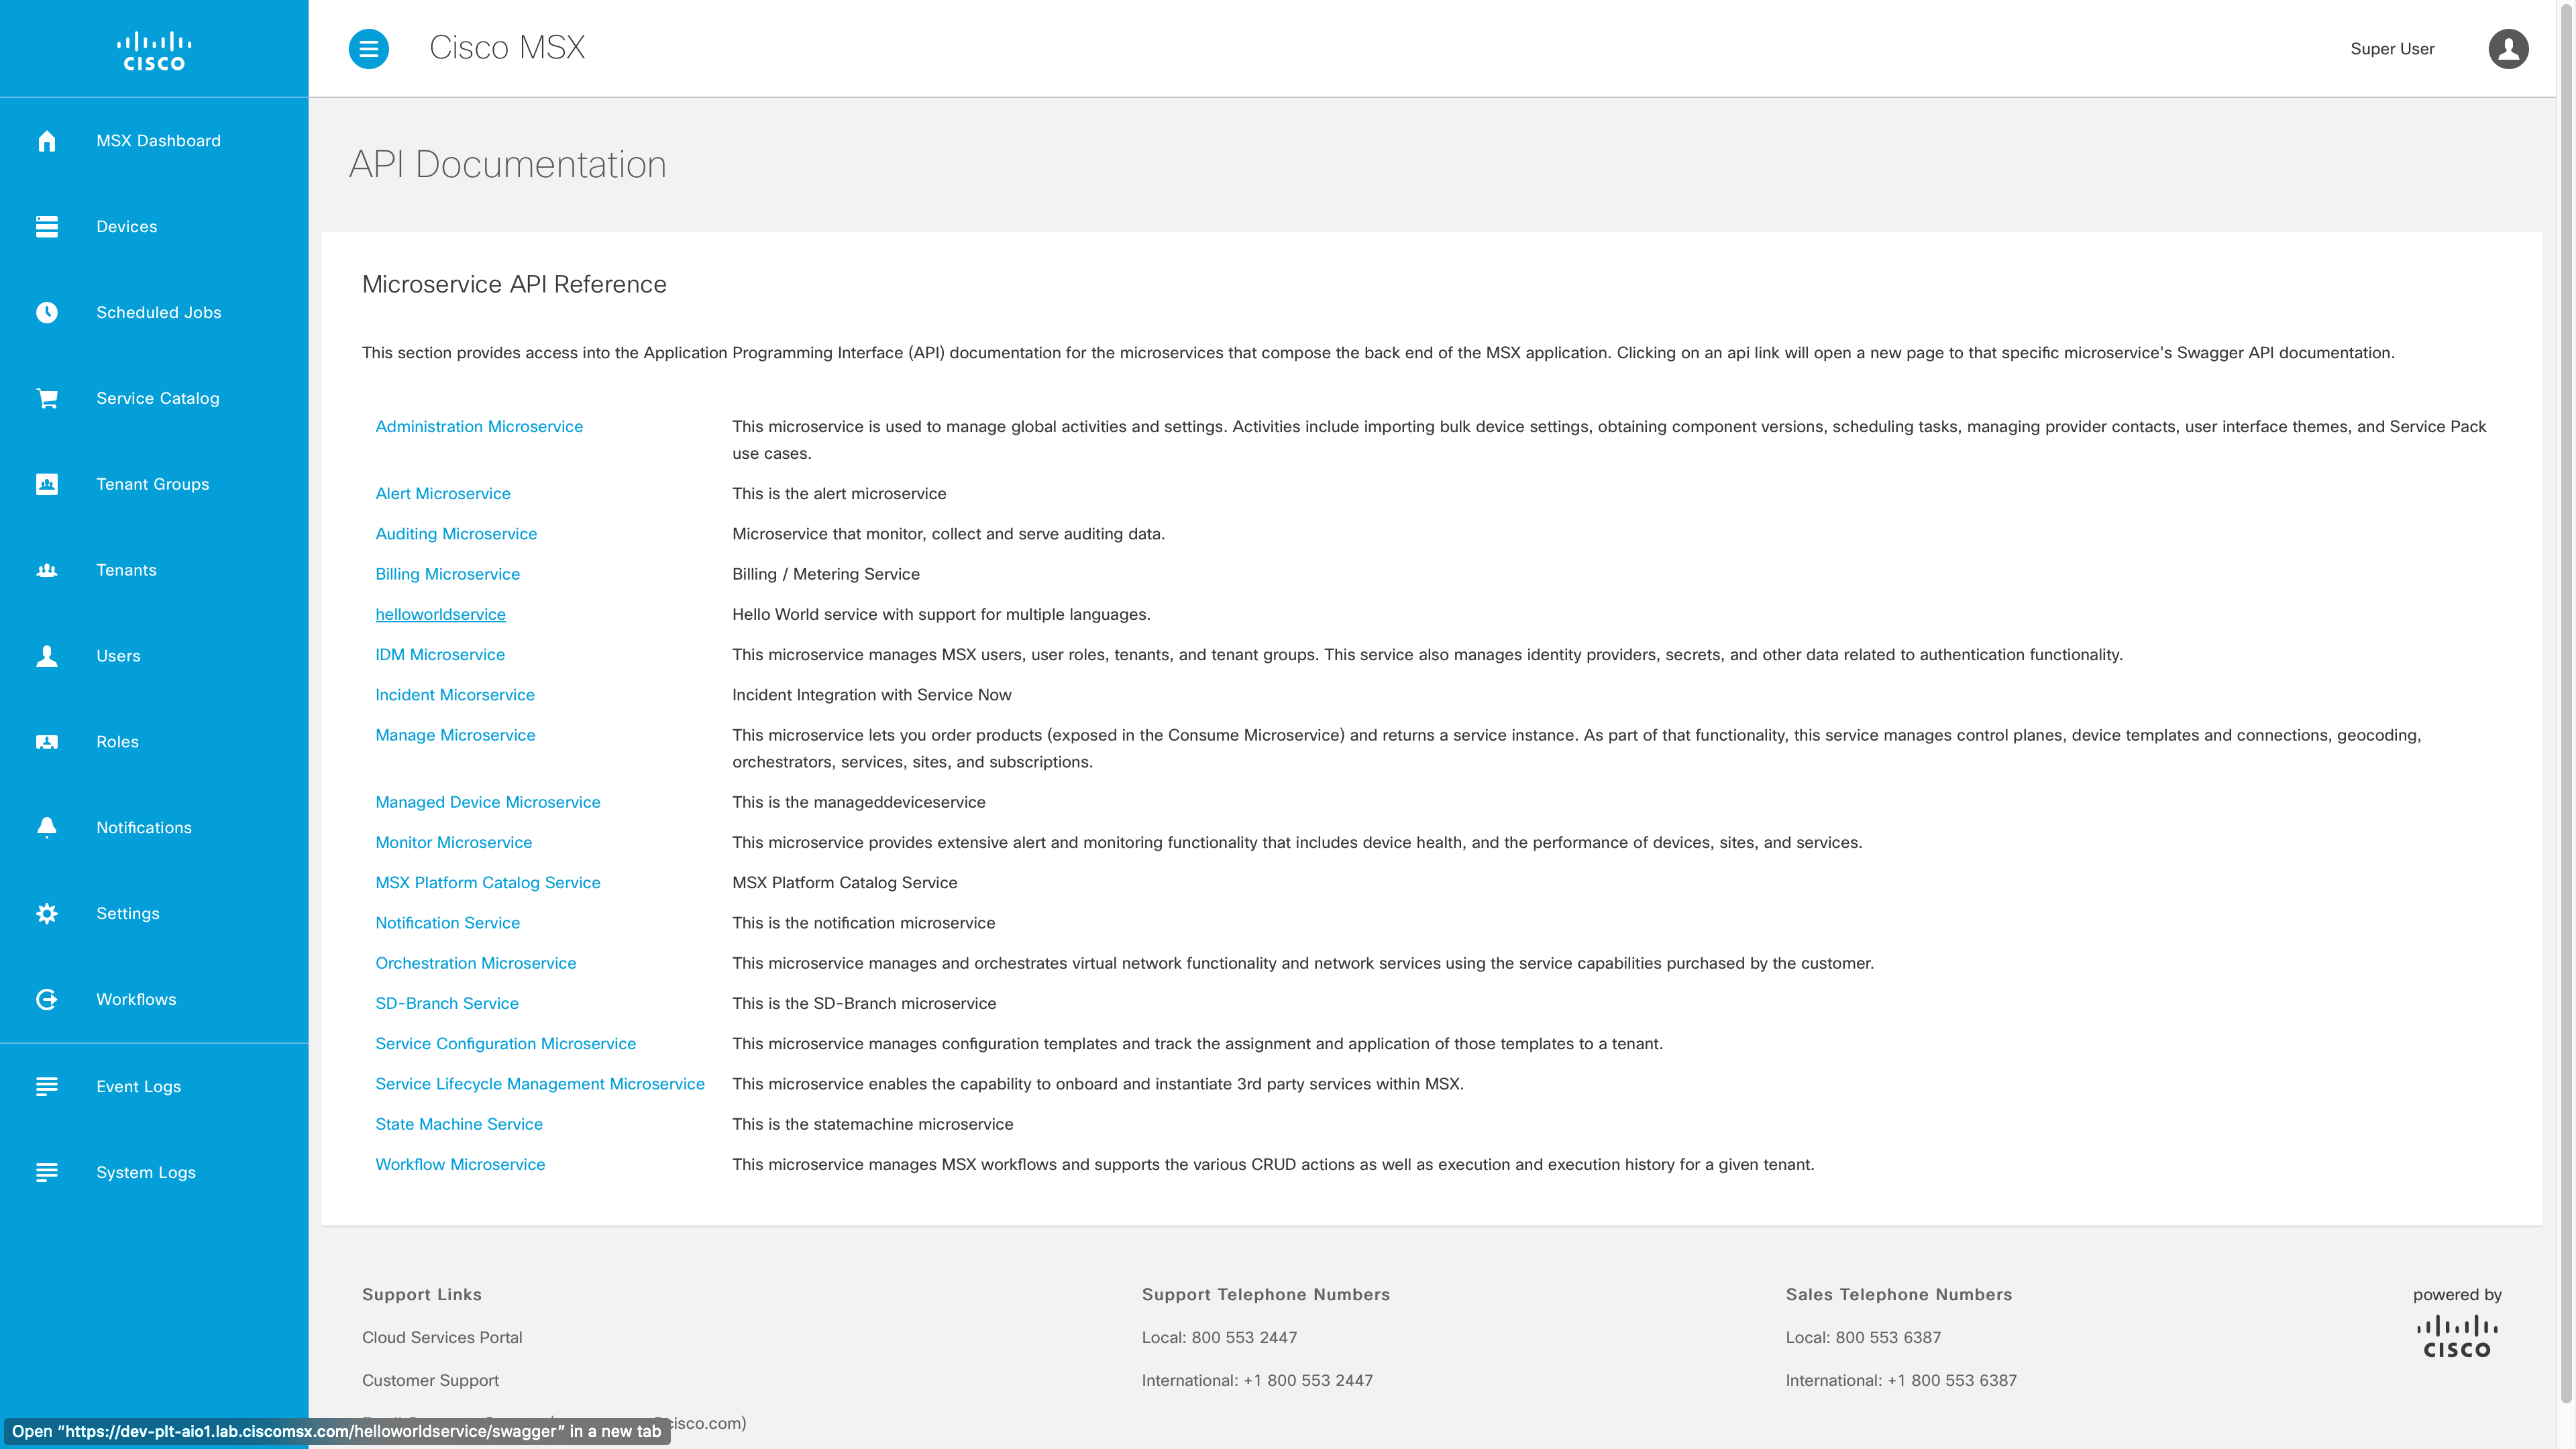 CISCO
Cisco MSX
Super User
MSX Dashboard
Devices
Scheduled Jobs
Service Catalog
Tenant Groups
Tenants
Users
Roles
Notifications
Settings
Workflows
Event Logs
System Logs
API Documentation
Microservice API Reference
This section provides access into the Application Programming Interface (API) documentation for the microservices that compose the back end of the MSX application. Clicking on an api link will open a new page to that specific microservice's Swagger API documentation.
Administration Microservice This microservice is used to manage global activities and settings. Activities include importing bulk device settings, obtaining component versions, scheduling tasks, managing provider contacts, user interface themes, and Service Pack
use cases.
Alert Microservice This is the alert microservice
Auditing Microservice Microservice that monitor, collect and serve auditing data.
Billing Microservice Billing / Metering Service
helloworldservice Hello World service with support for multiple languages.
IDM Microservice This microservice manages MSX users, user roles, tenants, and tenant groups. This service also manages identity providers, secrets, and other data related to authentication functionality.
Incident Micorservice Incident Integration with Service Now
Manage Microservice This microservice lets you order products (exposed in the Consume Microservice) and returns a service instance. As part of that functionality, this service manages control planes, device templates and connections, geocoding,
orchestrators, services, sites, and subscriptions.
Managed Device Microservice This is the manageddeviceservice
Monitor Microservice This microservice provides extensive alert and monitoring functionality that includes device health, and the performance of devices, sites, and services.
MSX Platform Catalog Service MSX Platform Catalog Service
Notification Service This is the notification microservice
Orchestration Microservice This microservice manages and orchestrates virtual network functionality and network services using the service capabilities purchased by the customer.
SD-Branch Service This is the SD-Branch microservice
Service Configuration Microservice This microservice manages configuration templates and track the assignment and application of those templates to a tenant.
Service Lifecycle Management Microservice This microservice enables the capability to onboard and instantiate 3rd party services within MSX.
State Machine Service This is the statemachine microservice
Workflow Microservice This microservice manages MSX workflows and supports the various CRUD actions as well as execution and execution history for a given tenant.
Support Links
Cloud Services Portal
Customer Support
cisco.com)
Support Telephone Numbers
Local: 800 553 2447
International: +1 800 553 2447
Sales Telephone Numbers
Local: 800 553 6387
International: +1 800 553 6387
powered by
CISCO
Open “https://dev-plt-aio1.lab.ciscomsx.com/helloworldservice/swagger” in a new tab